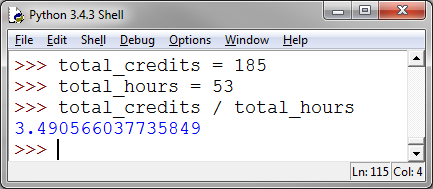 Python 3.4.3 Shell
File Edit Shell Debug Options Window Help
>>> total_credits = 185
>>> total_hours = 53
>>> total_credits / total_hours
3.490566037735849
>>>
Ln: 115 Col: 4